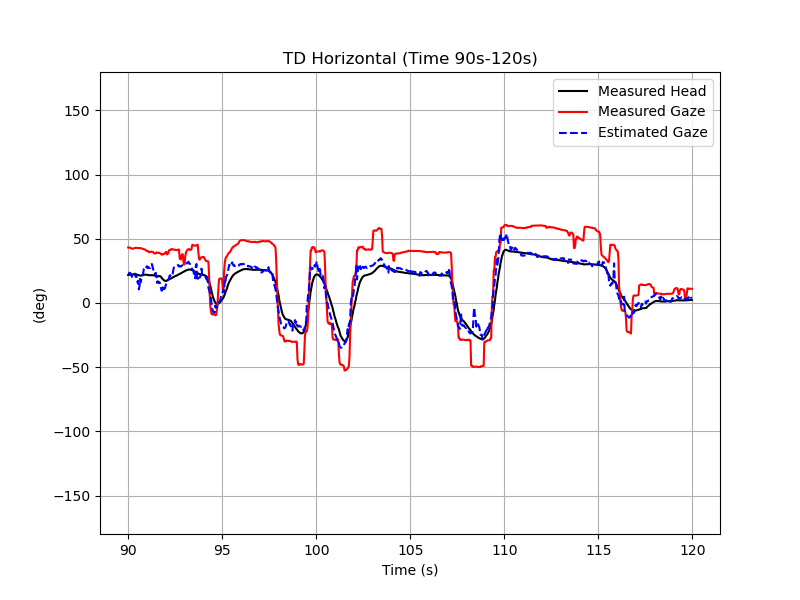 TD Horizontal (Time 90s-120s)
Measured Head
Measured Gaze
Estimated Gaze
150
100
50
0
−50
−100
−150
(deg)
90
95
100
105
110
115
120
Time (s)